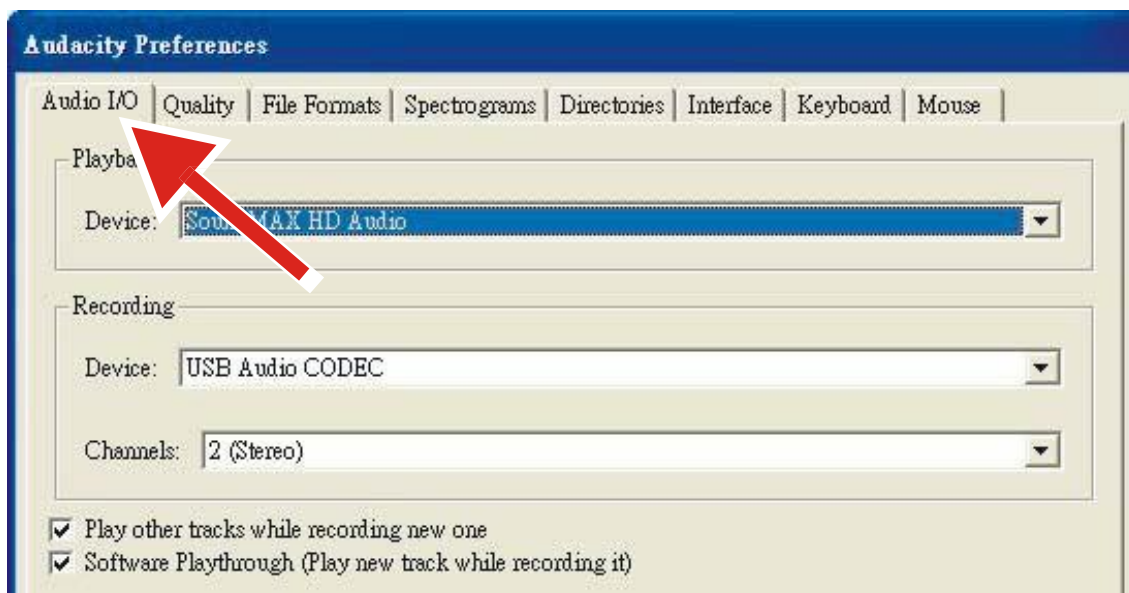 Audacity Preferences
Audio I/O Quality File Formats Spectrograms Directories Interface Keyboard Mouse
Device: HD Audio
Recording
Device: USB Audio CODEC
Channels: 2 (Stereo)
Play other tracks while recording new one
Software Playthrough (Play new track while recording it)